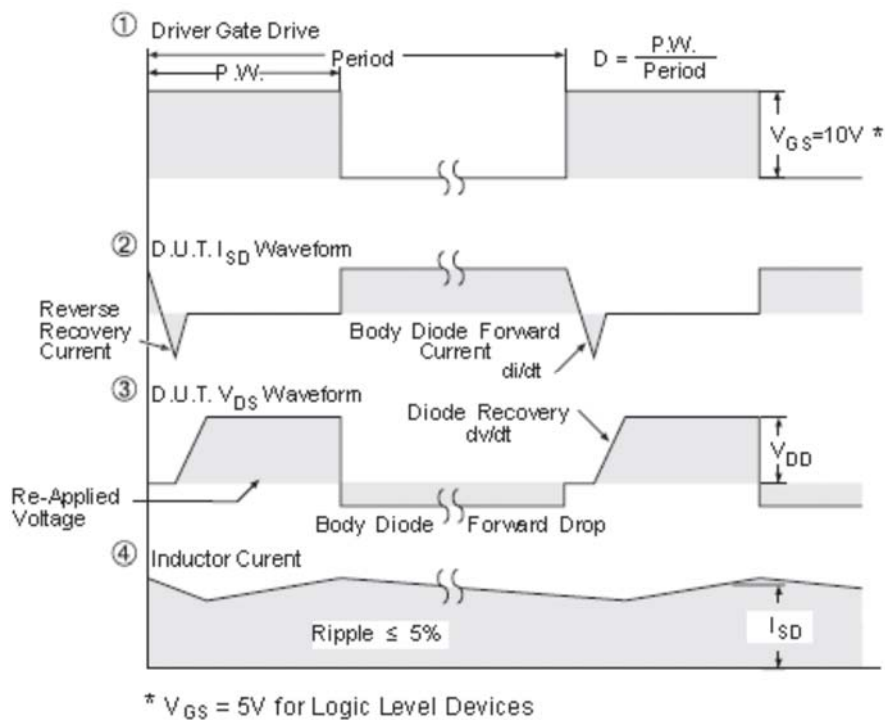 ① Driver Gate Drive
Period
P.W.
D = P.W.
Period
V_GS=10V *
② D.U.T. I_SD Waveform
Reverse
Recovery
Current
Body Diode Forward
Current
di/dt
③ D.U.T. V_DS Waveform
Diode Recovery
dv/dt
V_DD
Re-Applied
Voltage
Body Diode Forward Drop
④ Inductor Curent
Ripple ≤ 5%
I_SD
* V_GS = 5V for Logic Level Devices